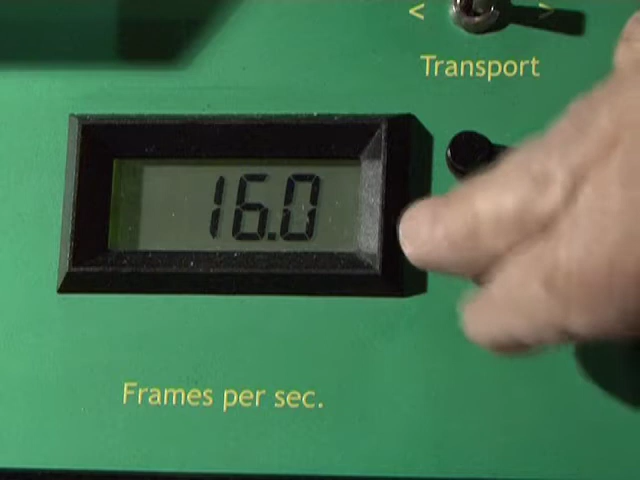 < >
Transport
16.0
Frames per sec.